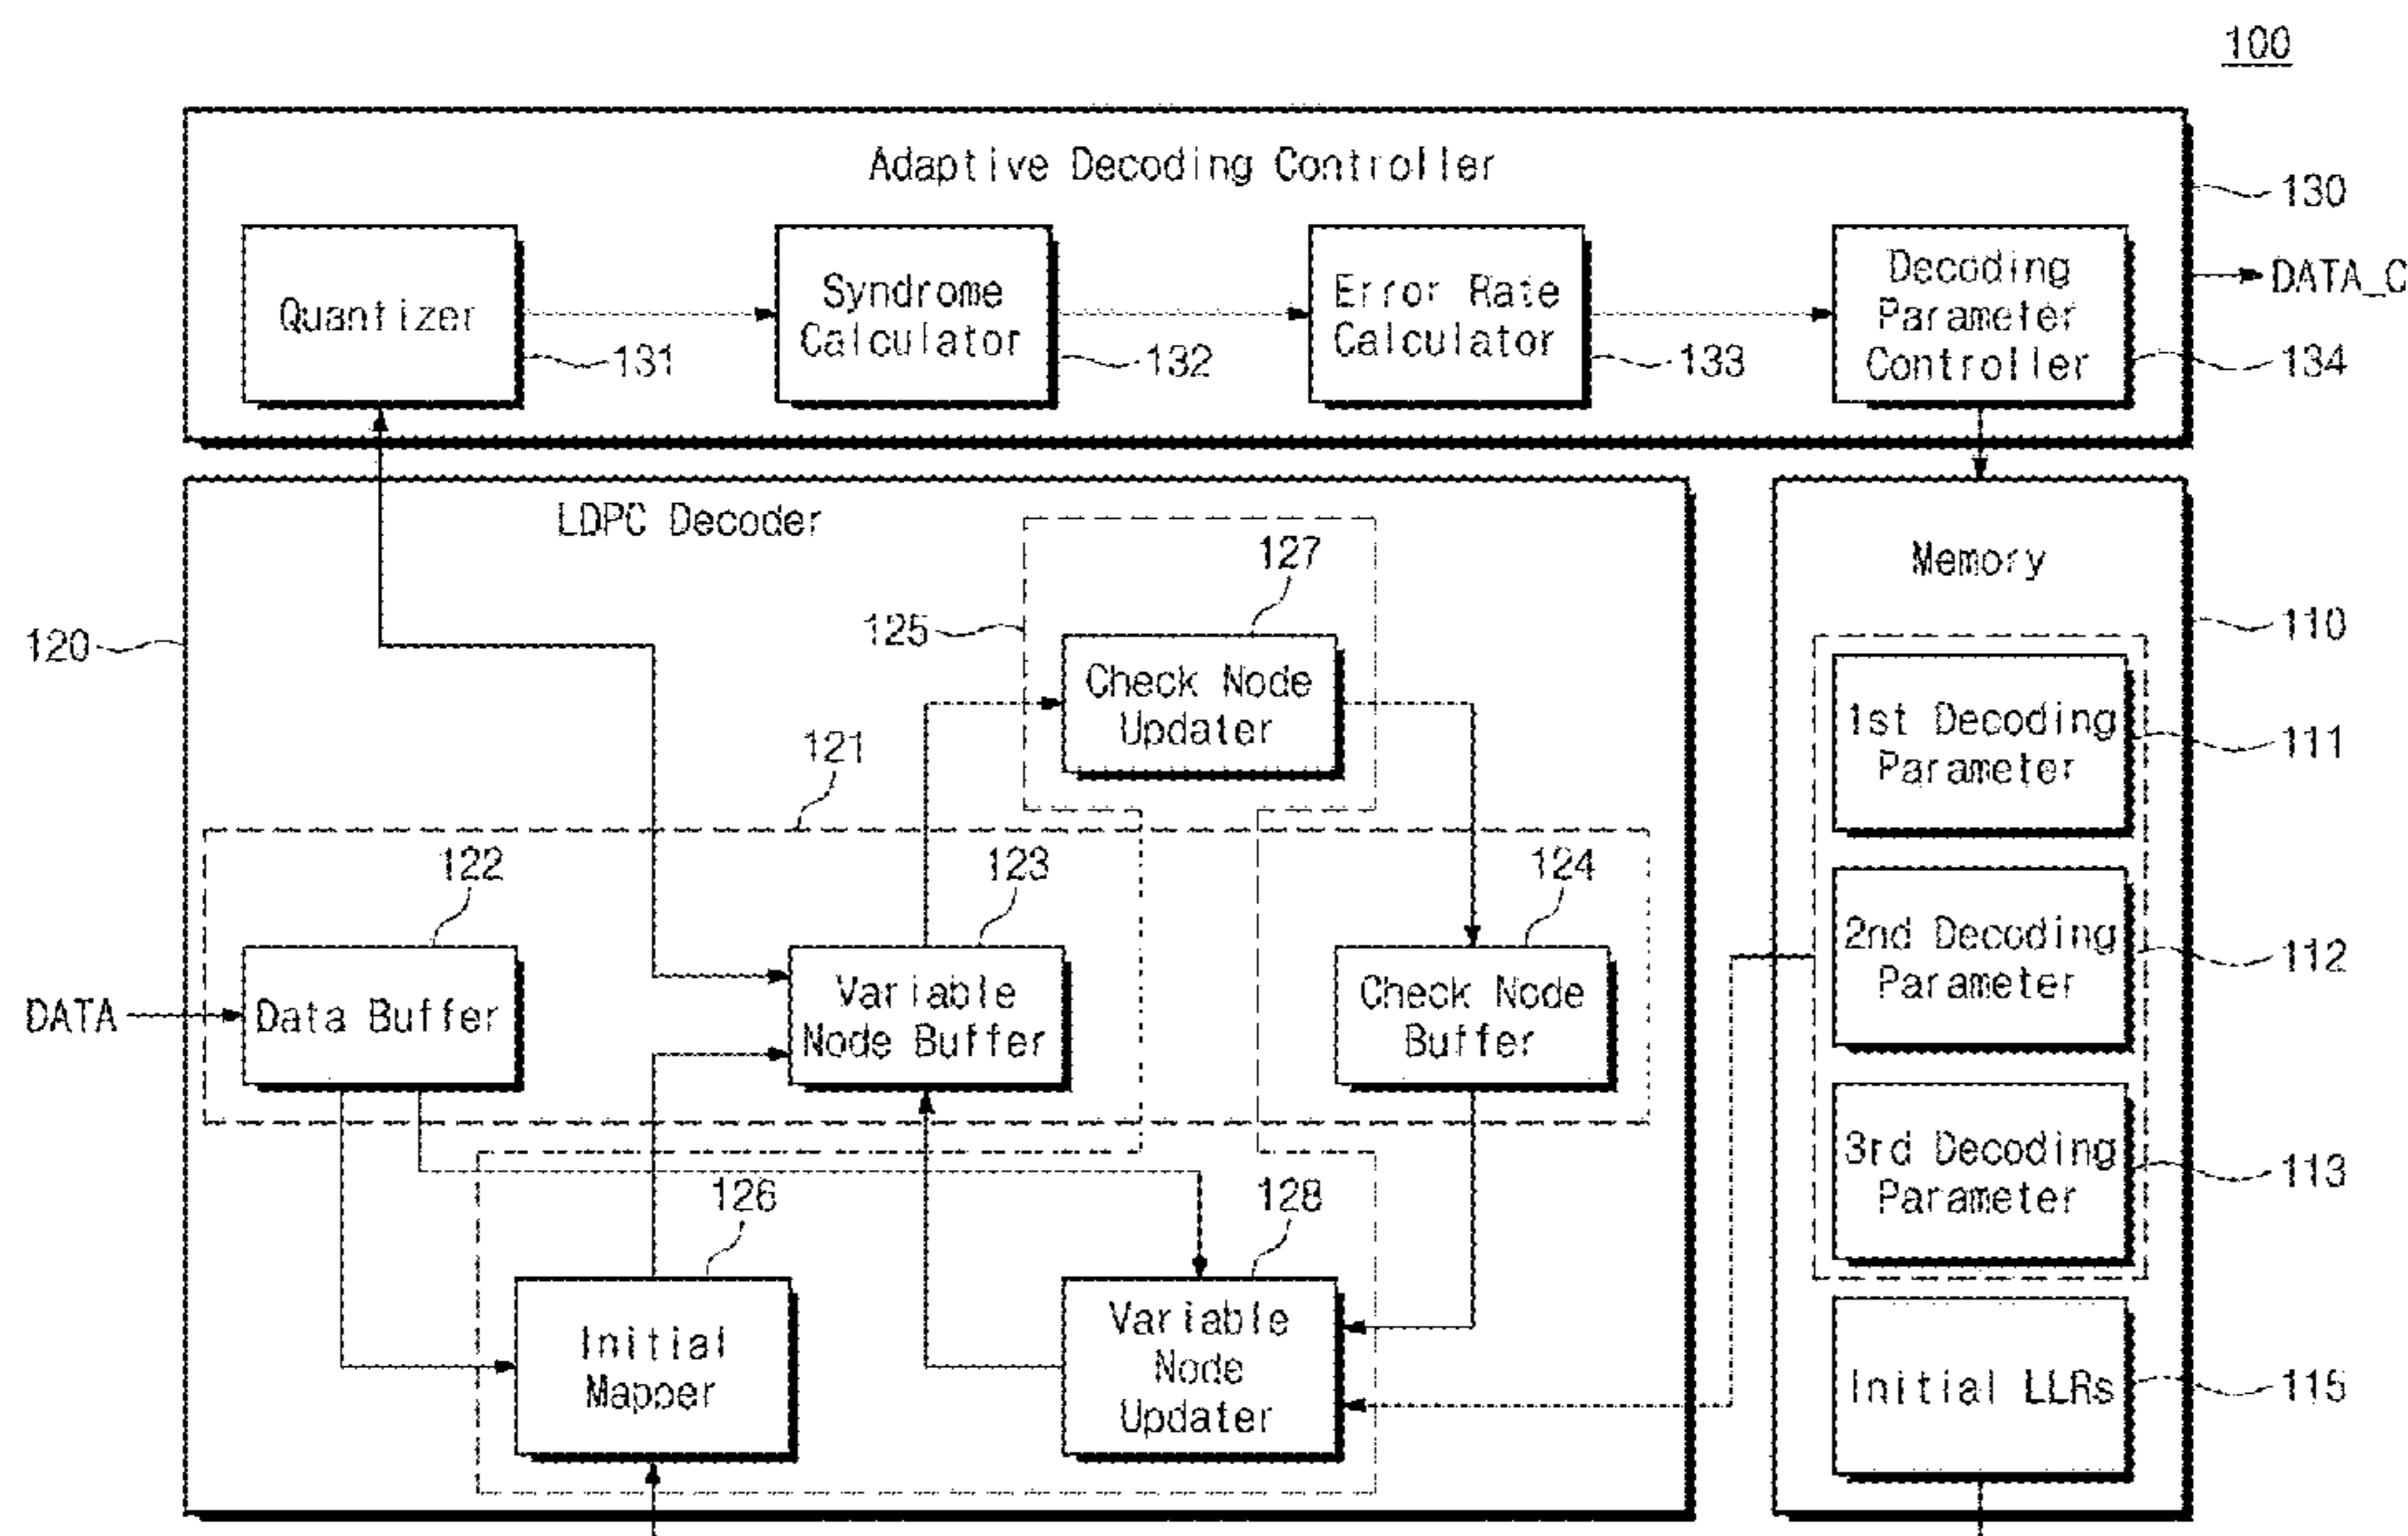 100
Adaptive Decoding Controller
130
Quantizer
131
Syndrome
Calculator
132
Error Rate
Calculator
133
Decoding
Parameter
Controller
134
DATA_C
LDPC Decoder
120
127
125
Check Node
Updater
121
122
123
124
DATA
Data Buffer
Variable
Node Buffer
Check Node
Buffer
126
128
Initial
Mapper
Variable
Node
Updater
Memory
110
1st Decoding
Parameter
111
2nd Decoding
Parameter
112
3rd Decoding
Parameter
113
Initial LLRs
115